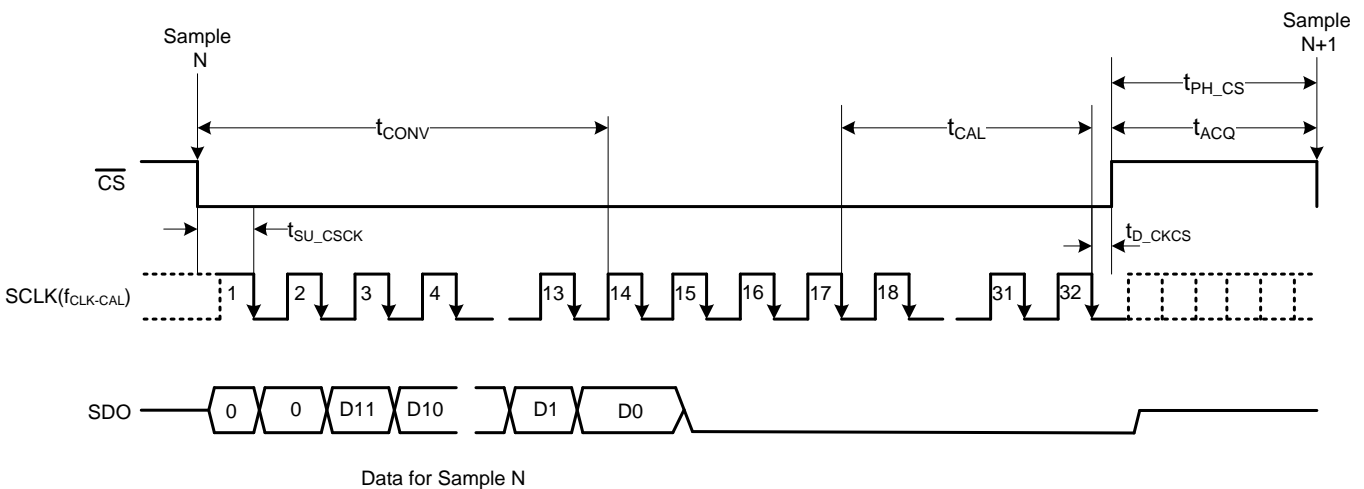 Sample
N
Sample
N+1
tPH_CS
tCONV
tCAL
tACQ
CS
tSU_CSCK
tD_CKCS
SCLK(fCLK-CAL)
1
2
3
4
13
14
15
16
17
18
31
32
SDO
0
0
D11
D10
D1
D0
Data for Sample N